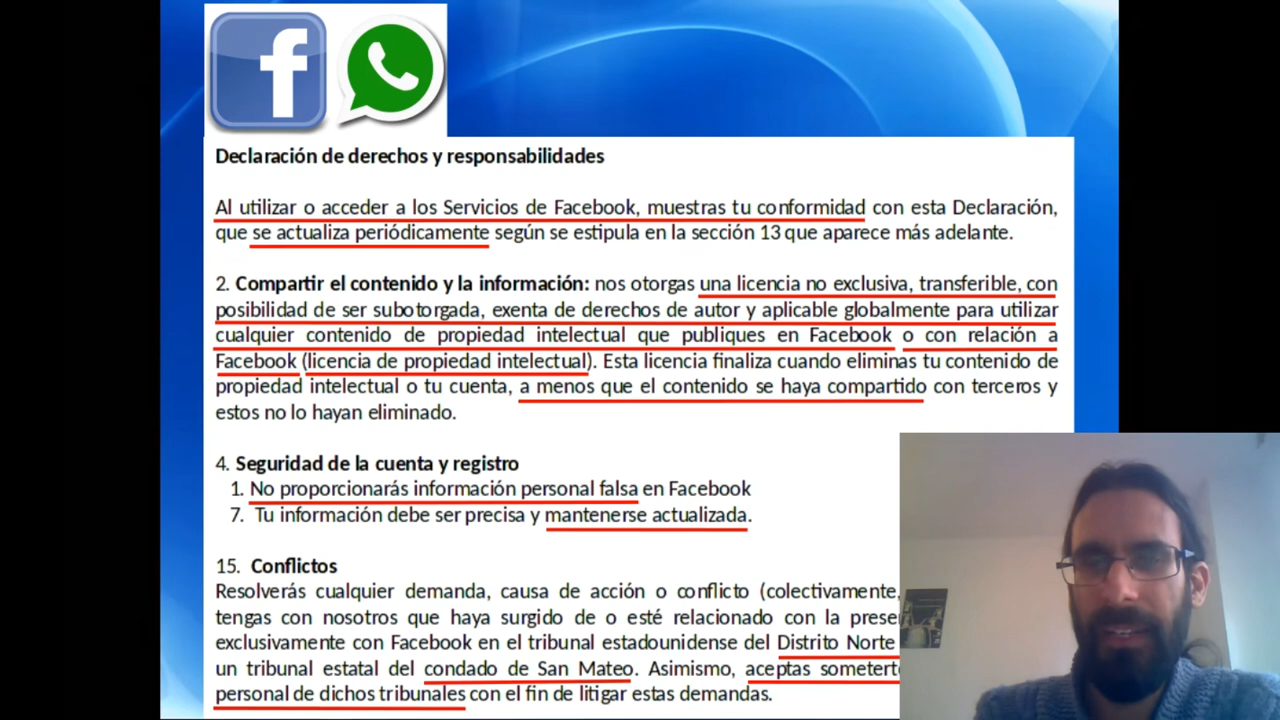 Declaración de derechos y responsabilidades
Al utilizar o acceder a los Servicios de Facebook, muestras tu conformidad con esta Declaración,
que se actualiza periódicamente según se estipula en la sección 13 que aparece más adelante.
2. Compartir el contenido y la información: nos otorgas una licencia no exclusiva, transferible, con
posibilidad de ser subotorgada, exenta de derechos de autor y aplicable globalmente para utilizar
cualquier contenido de propiedad intelectual que publiques en Facebook o con relación a
Facebook (licencia de propiedad intelectual). Esta licencia finaliza cuando eliminas tu contenido de
propiedad intelectual o tu cuenta, a menos que el contenido se haya compartido con terceros y
estos no lo hayan eliminado.
4. Seguridad de la cuenta y registro
1. No proporcionarás información personal falsa en Facebook
7. Tu información debe ser precisa y mantenerse actualizada.
15. Conflictos
Resolverás cualquier demanda, causa de acción o conflicto (colectivamente,
tengas con nosotros que haya surgido de o esté relacionado con la
exclusivamente con Facebook en el tribunal estadounidense del Distrito Norte
un tribunal estatal del condado de San Mateo. Asimismo, aceptas
personal de dichos tribunales con el fin de litigar estas demandas.